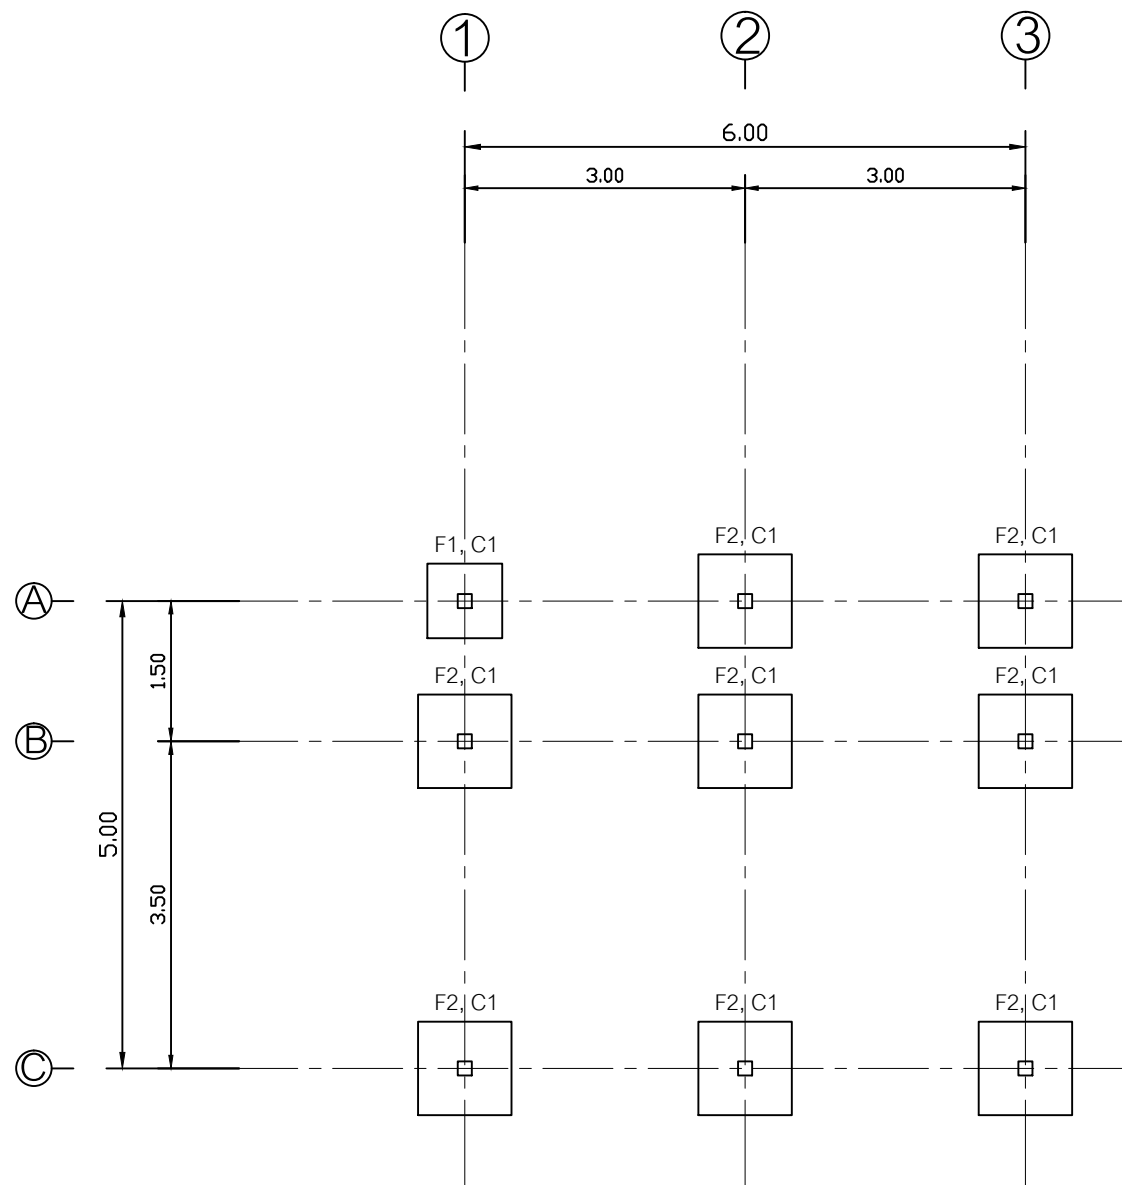 1 2 3
6.00
3.00 3.00
F1, C1 F2, C1 F2, C1
A
1.50
F2, C1 F2, C1 F2, C1
B
5.00
3.50
F2, C1 F2, C1 F2, C1
C